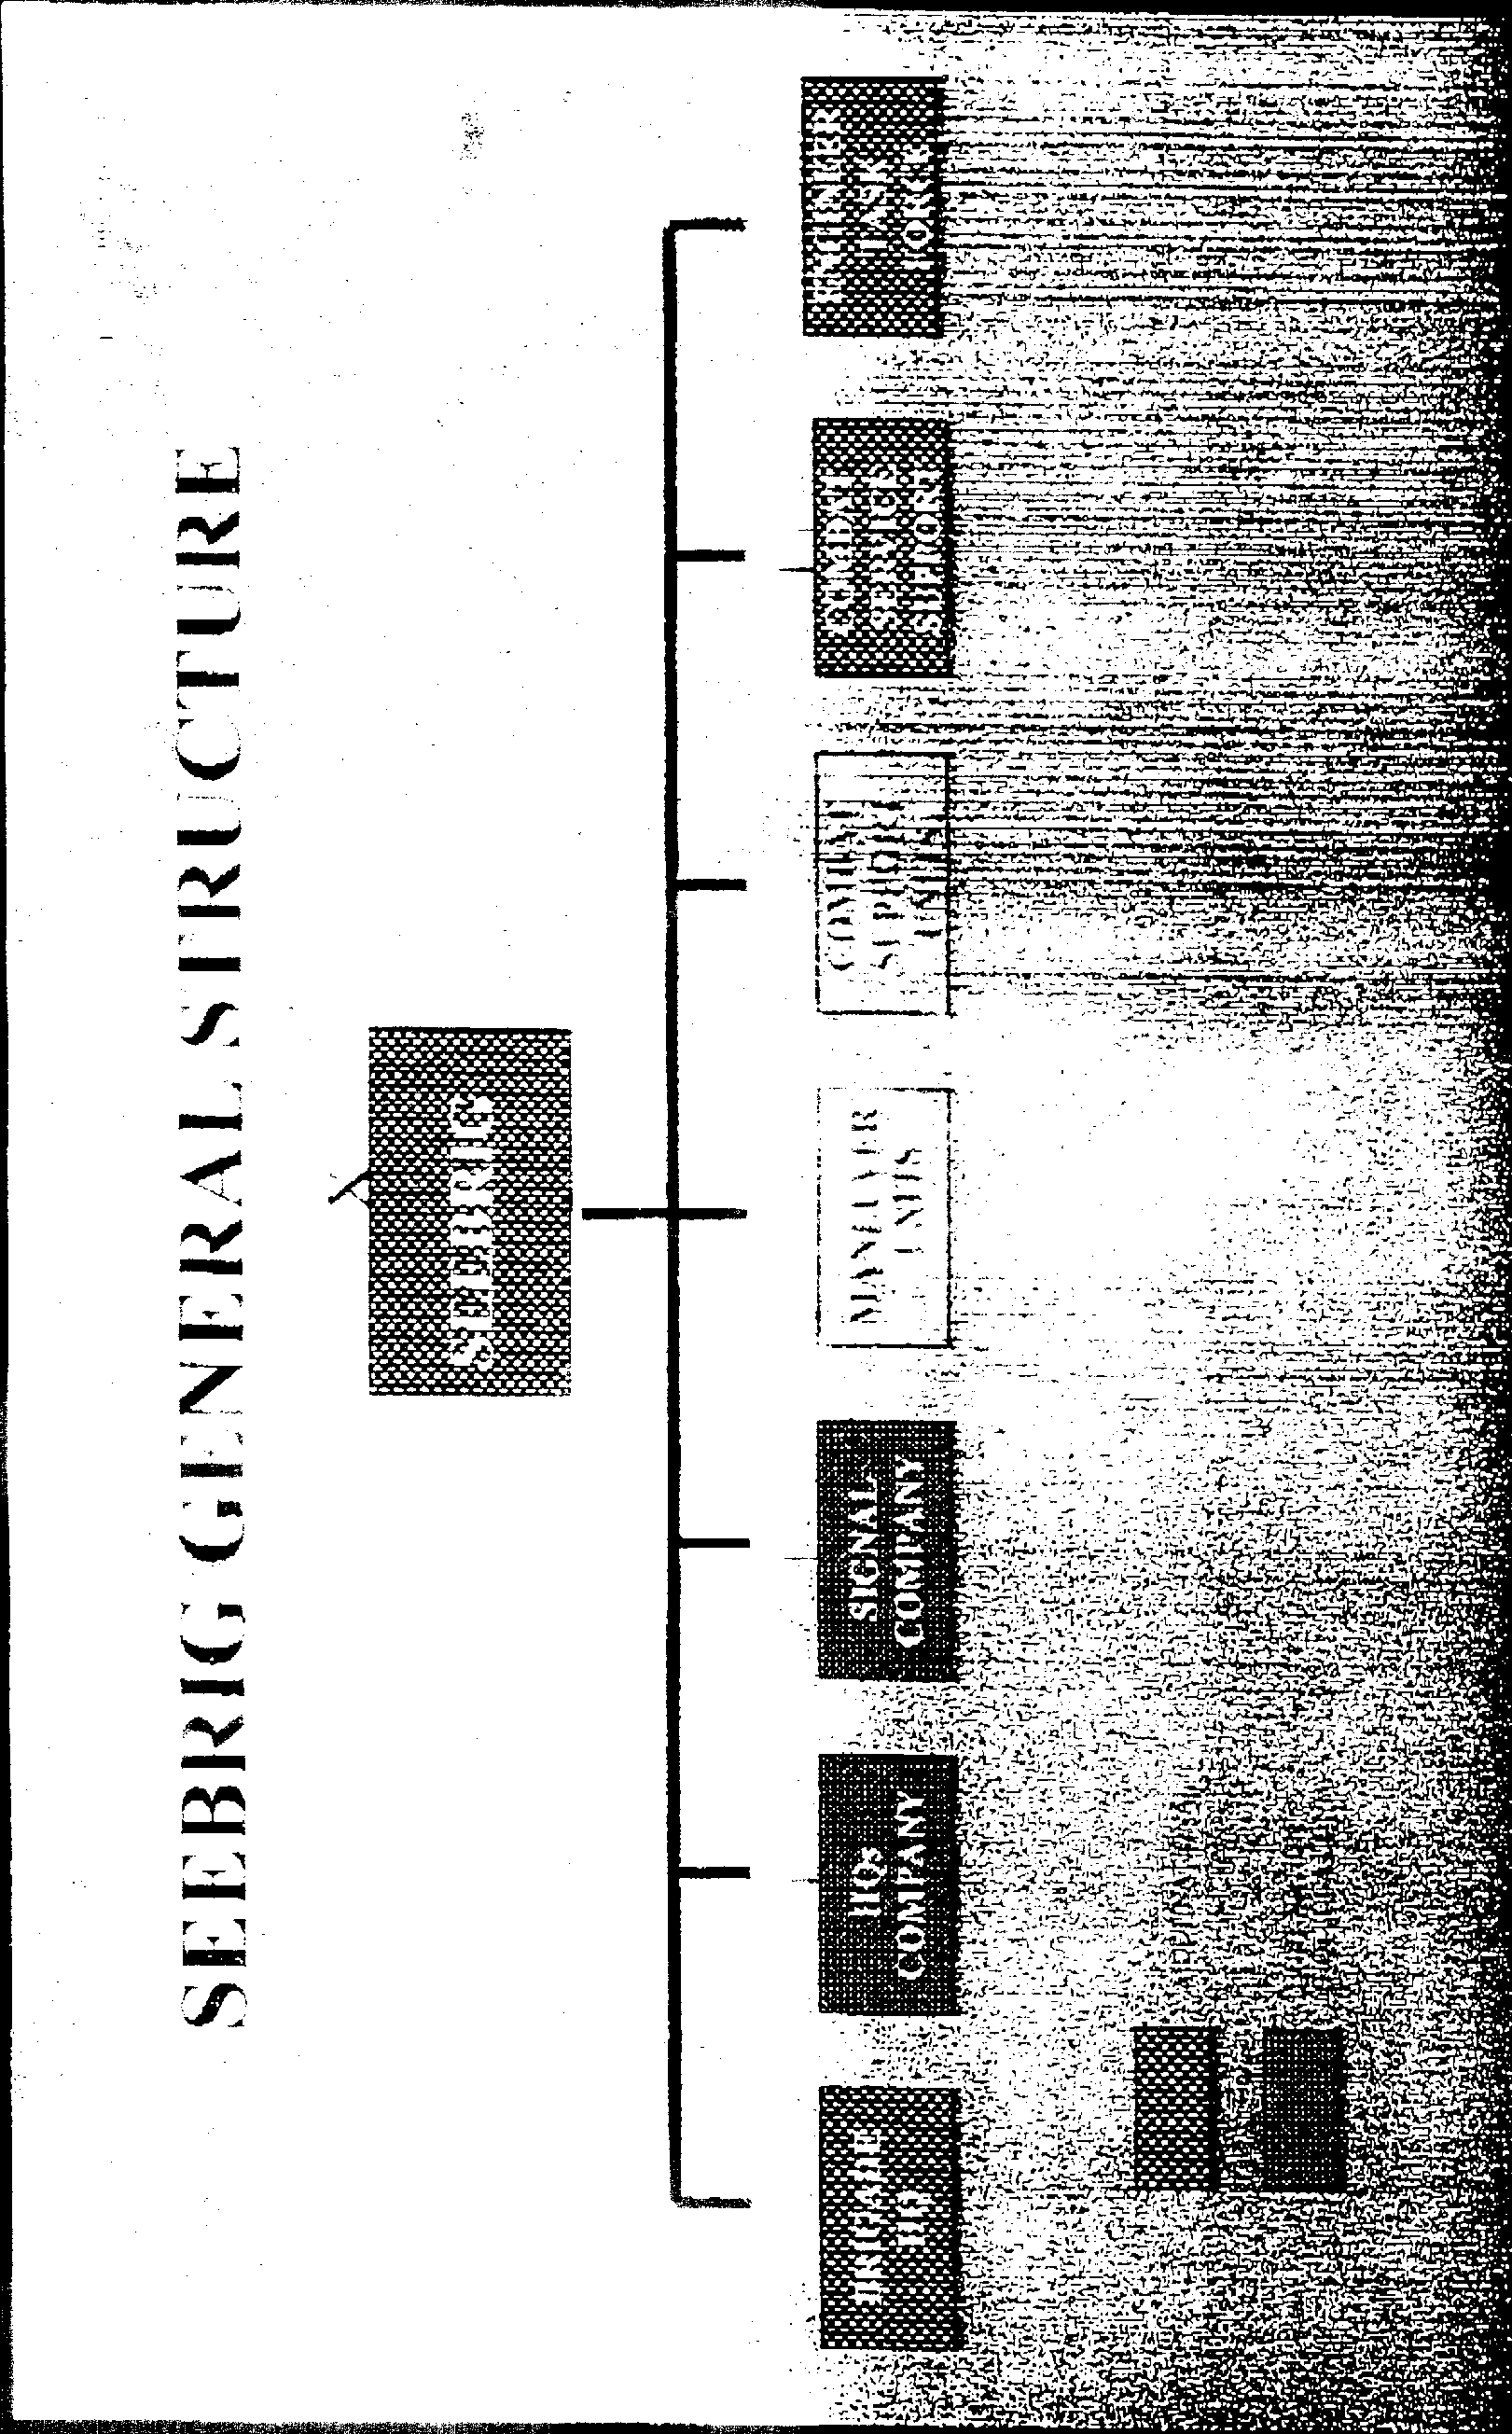 SEEBRIG GENERAL STRUCTURE
SEEBRIG
BRIGADE
HQ
HQs
COMPANY
SIGNAL
COMPANY
MANEUVER
UNITS
COMBAT
SUPPORT
UNITS
COMBAT
SERVICE
SUPPORT
ENGINEER
TASK
FORCE